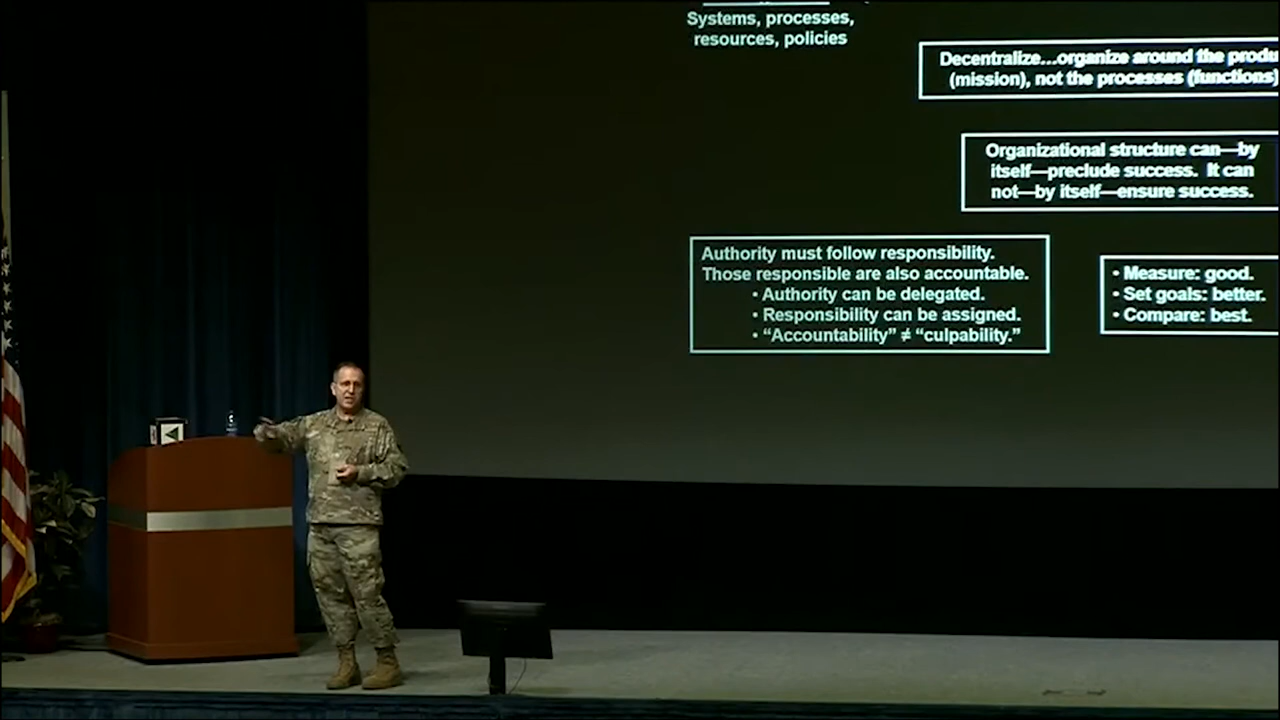 Systems, processes,
resources, policies
Decentralize…organize around the
(mission), not the processes (functions)
Organizational structure can—by
itself—preclude success. It can
not—by itself—ensure success.
Authority must follow responsibility.
Those responsible are also accountable.
• Authority can be delegated.
• Responsibility can be assigned.
• “Accountability” ≠ “culpability.”
• Measure: good.
• Set goals: better.
• Compare: best.